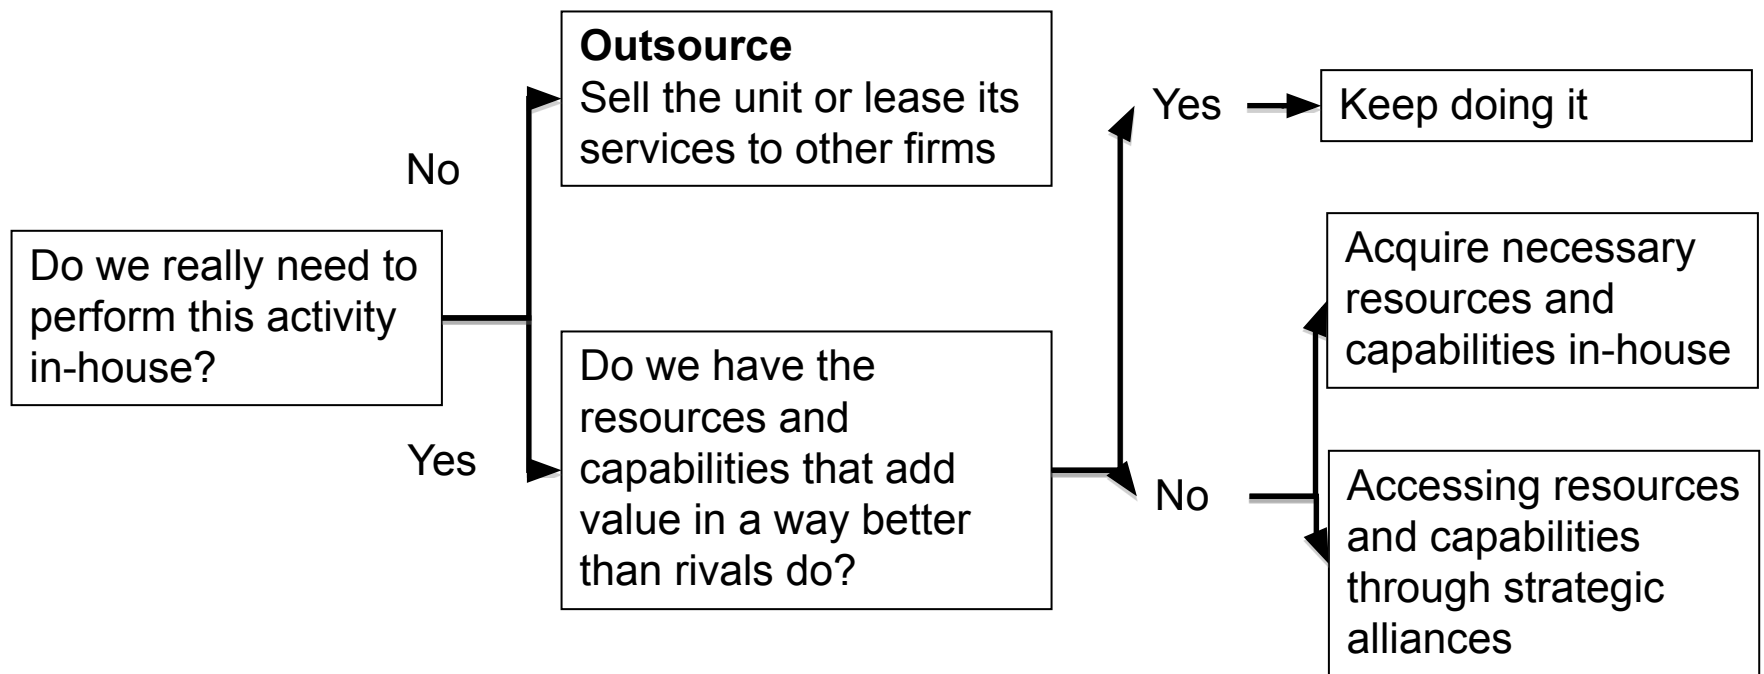 No
Do we really need to
perform this activity
in-house?
Yes
Outsource
Sell the unit or lease its
services to other firms
Do we have the
resources and
capabilities that add
value in a way better
than rivals do?
Yes
Keep doing it
No
Acquire necessary
resources and
capabilities in-house
Accessing resources
and capabilities
through strategic
alliances